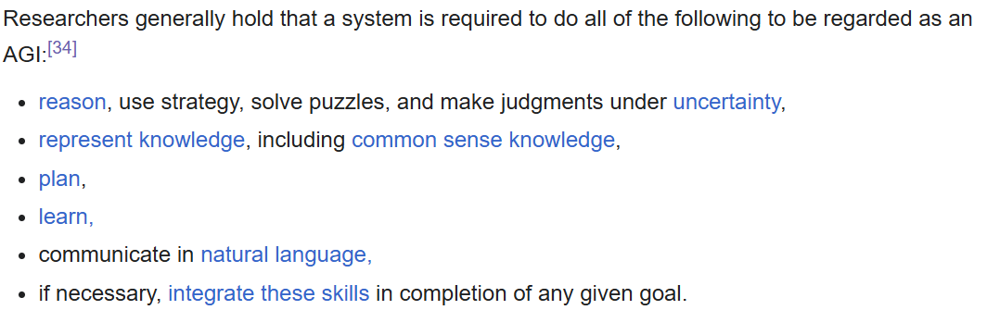 Researchers generally hold that a system is required to do all of the following to be regarded as an
AGI:[34]
• reason, use strategy, solve puzzles, and make judgments under uncertainty,
• represent knowledge, including common sense knowledge,
• plan,
• learn,
• communicate in natural language,
• if necessary, integrate these skills in completion of any given goal.